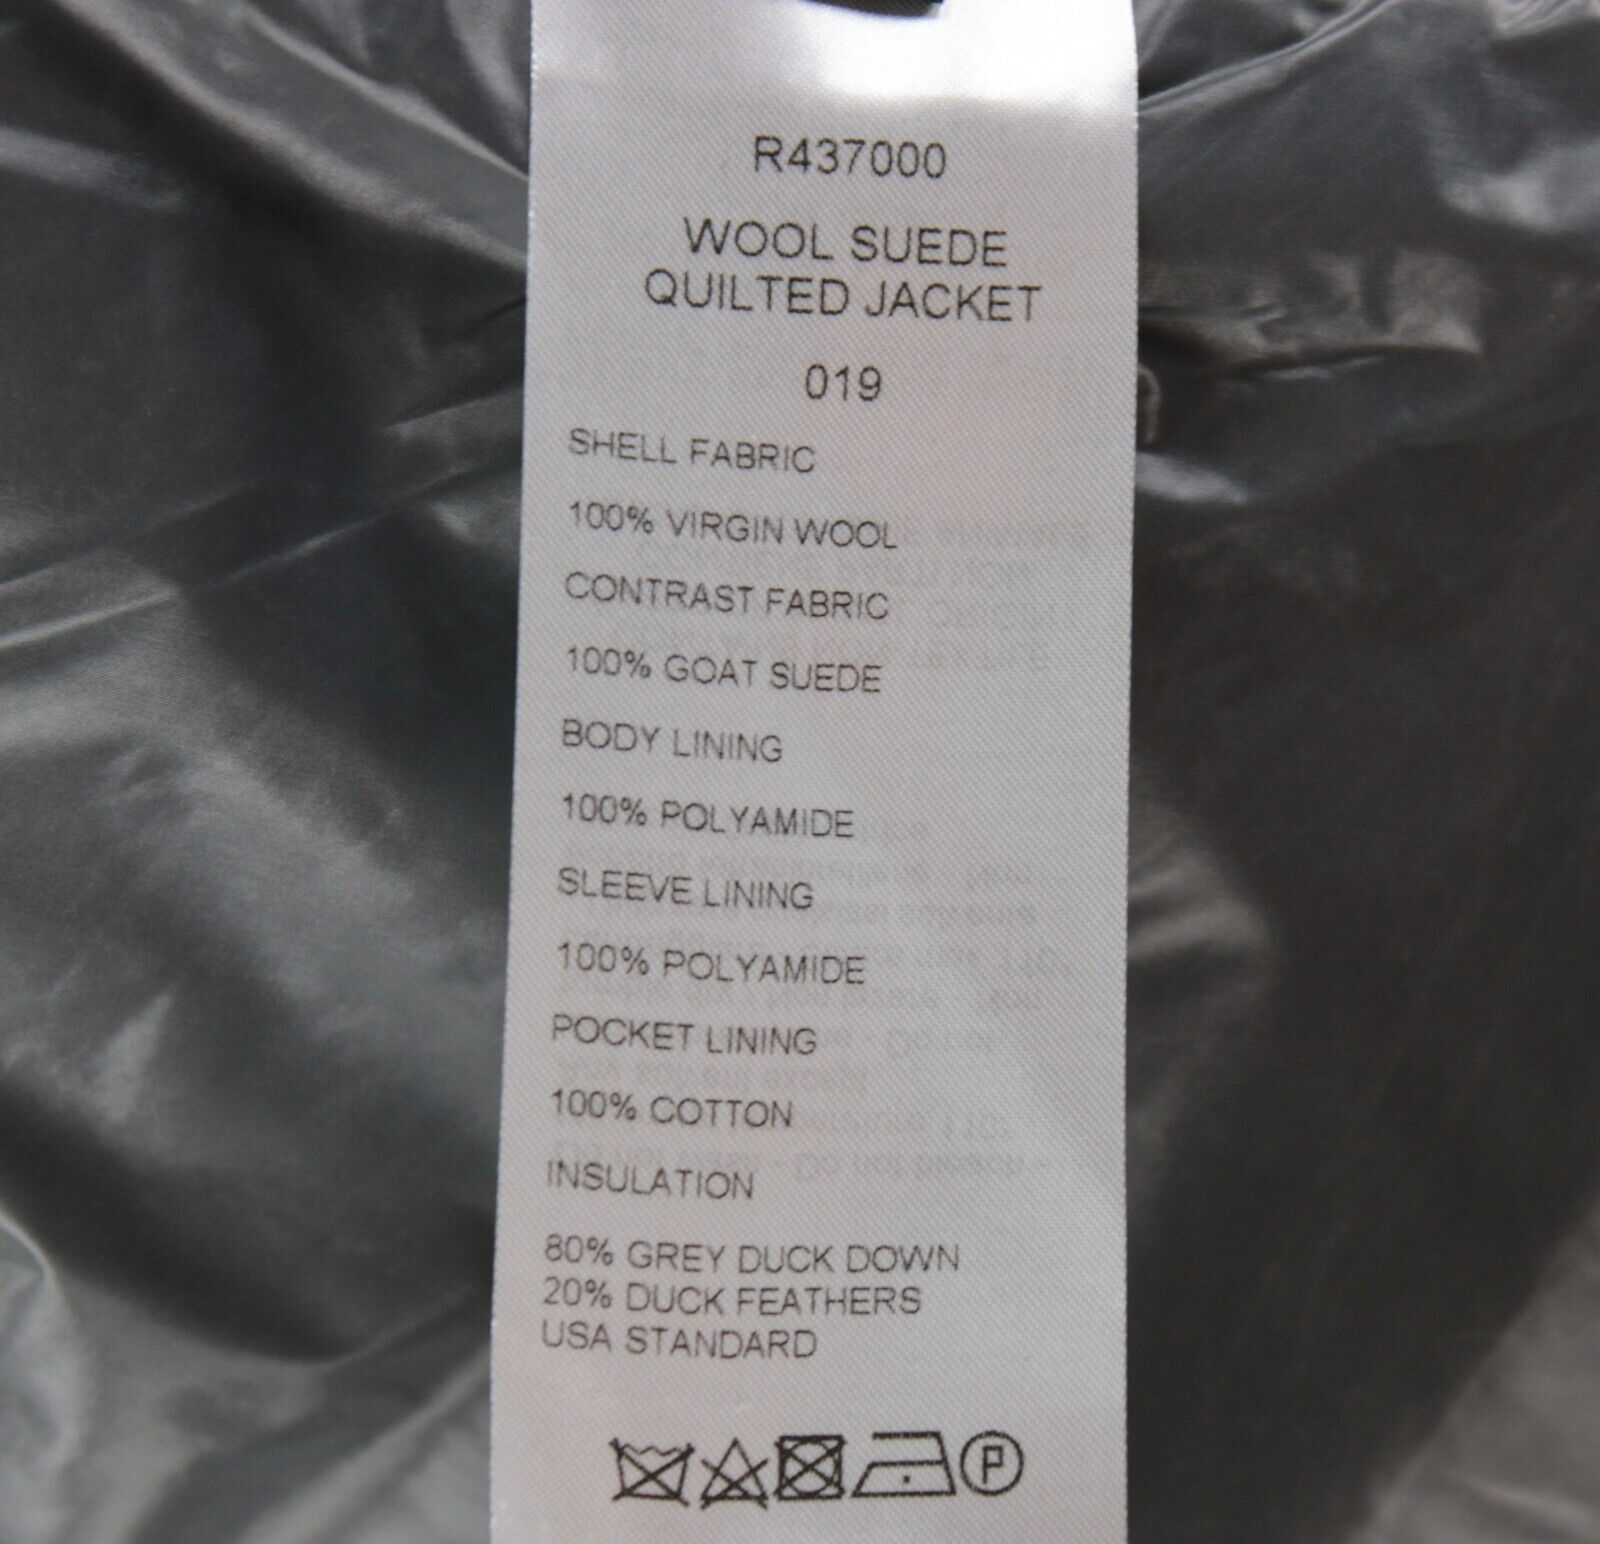 R437000
WOOL SUEDE
QUILTED JACKET
019
SHELL FABRIC
100% VIRGIN WOOL
CONTRAST FABRIC
100% GOAT SUEDE
BODY LINING
100% POLYAMIDE
SLEEVE LINING
100% POLYAMIDE
POCKET LINING
100% COTTON
INSULATION
80% GREY DUCK DOWN
20% DUCK FEATHERS
USA STANDARD
P